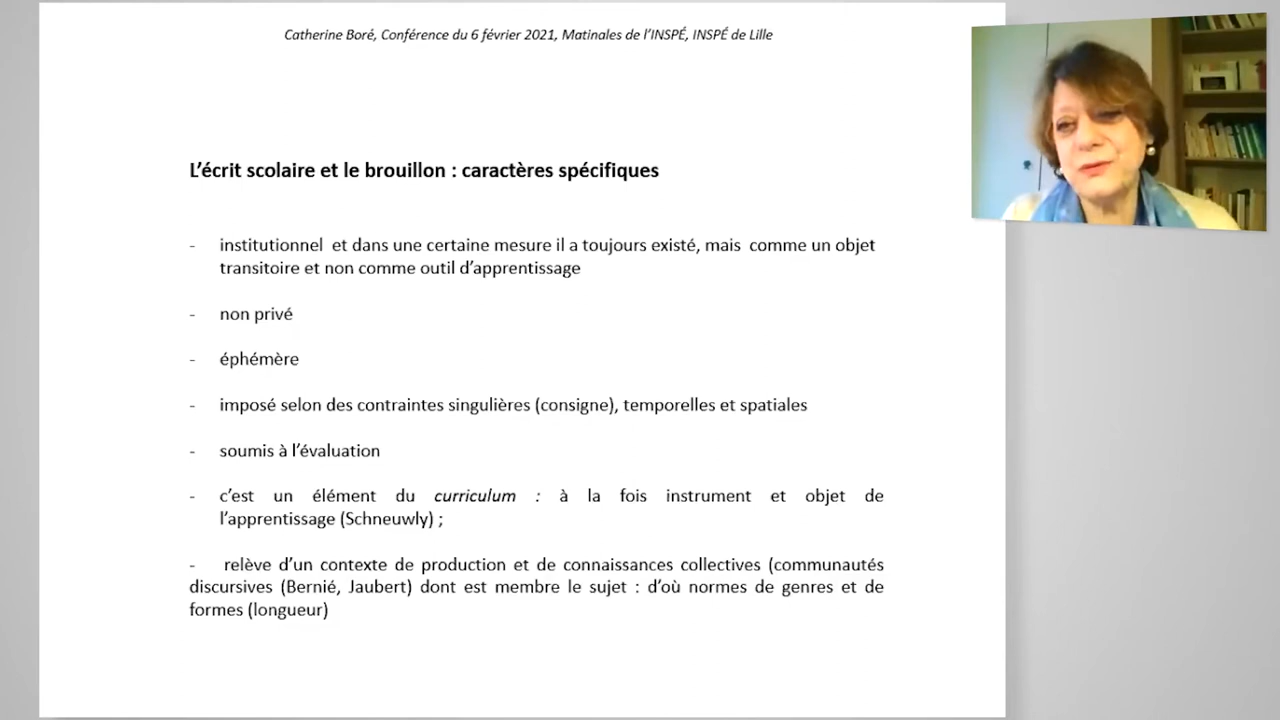 Catherine Boré, Conférence du 6 février 2021, Matinales de l’INSPÉ, INSPÉ de Lille
L’écrit scolaire et le brouillon : caractères spécifiques
- institutionnel et dans une certaine mesure il a toujours existé, mais comme un objet
transitoire et non comme outil d’apprentissage
- non privé
- éphémère
- imposé selon des contraintes singulières (consigne), temporelles et spatiales
- soumis à l’évaluation
- c’est un élément du curriculum : à la fois instrument et objet de
l’apprentissage (Schneuwly) ;
- relève d’un contexte de production et de connaissances collectives (communautés
discursives (Bernié, Jaubert) dont est membre le sujet : d’où normes de genres et de
formes (longueur)